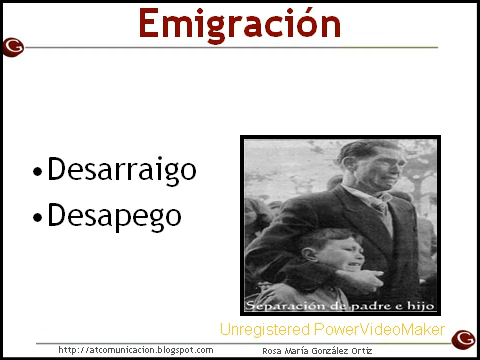 Emigración
•Desarraigo
•Desapego
Separación de padre e hijo
Unregistered PowerVideoMaker
http://atcomunicacion.blogspot.com
Rosa María González Ortiz